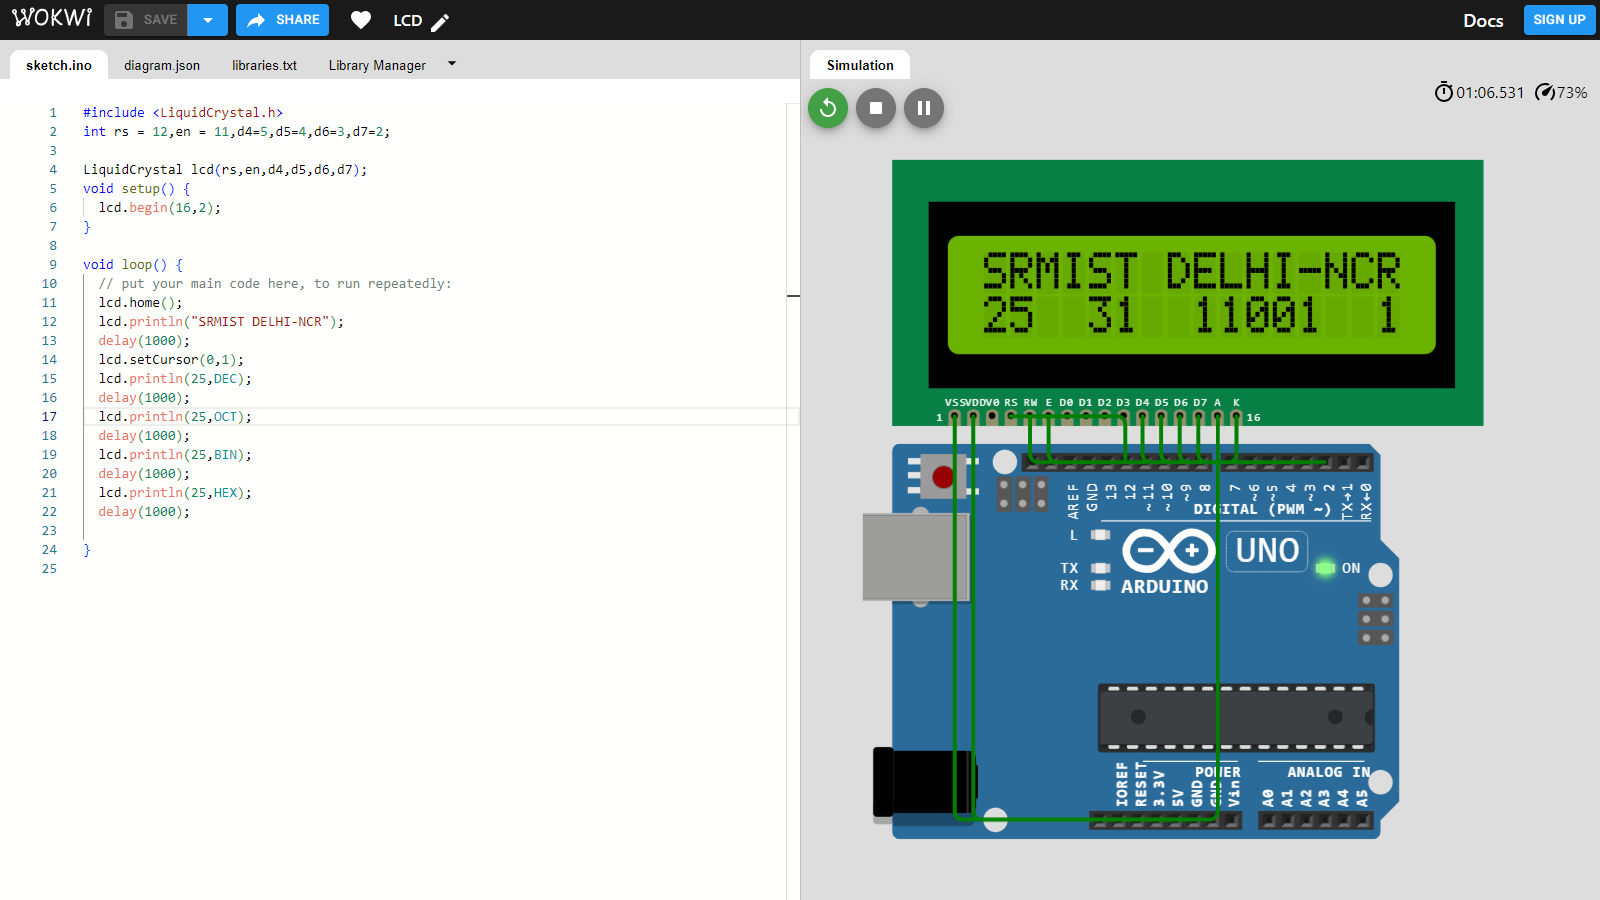 WOKWI
SAVE
SHARE
LCD
Docs
SIGN UP
sketch.ino
diagram.json
libraries.txt
Library Manager
Simulation
01:06.531
73%
1 #include <LiquidCrystal.h>
2 int rs = 12,en = 11,d4=5,d5=4,d6=3,d7=2;
3
4 LiquidCrystal lcd(rs,en,d4,d5,d6,d7);
5 void setup() {
6 lcd.begin(16,2);
7 }
8
9 void loop() {
10 // put your main code here, to run repeatedly:
11 lcd.home();
12 lcd.println("SRMIST DELHI-NCR");
13 delay(1000);
14 lcd.setCursor(0,1);
15 lcd.println(25,DEC);
16 delay(1000);
17 lcd.println(25,OCT);
18 delay(1000);
19 lcd.println(25,BIN);
20 delay(1000);
21 lcd.println(25,HEX);
22 delay(1000);
23
24 }
25
SRMIST DELHI-NCR
25 31 11001 1
VSS VDD V0 RS RW E D0 D1 D2 D3 D4 D5 D6 D7 A K
1 16
AREF GND 13 12 ~11 ~10 ~9 8 7 ~6 ~5 4 ~3 2 TX→1 RX←0
DIGITAL (PWM ~)
L
TX
RX
ARDUINO
UNO
ON
POWER
ANALOG IN
IOREF RESET 3.3V 5V GND GND Vin A0 A1 A2 A3 A4 A5